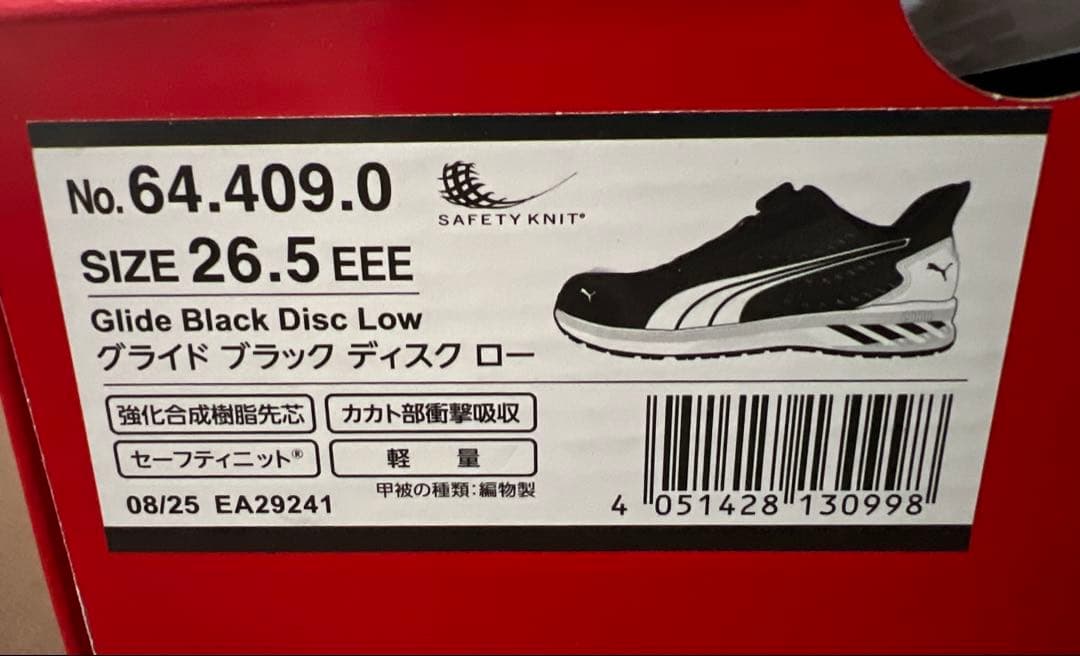 No. 64.409.0
SAFETY KNIT®
SIZE 26.5 EEE
Glide Black Disc Low
グライド ブラック ディスク ロー
強化合成樹脂先芯
カカト部衝撃吸収
セーフティニット®
軽 量
甲被の種類:編物製
08/25 EA29241
4 051428 130998